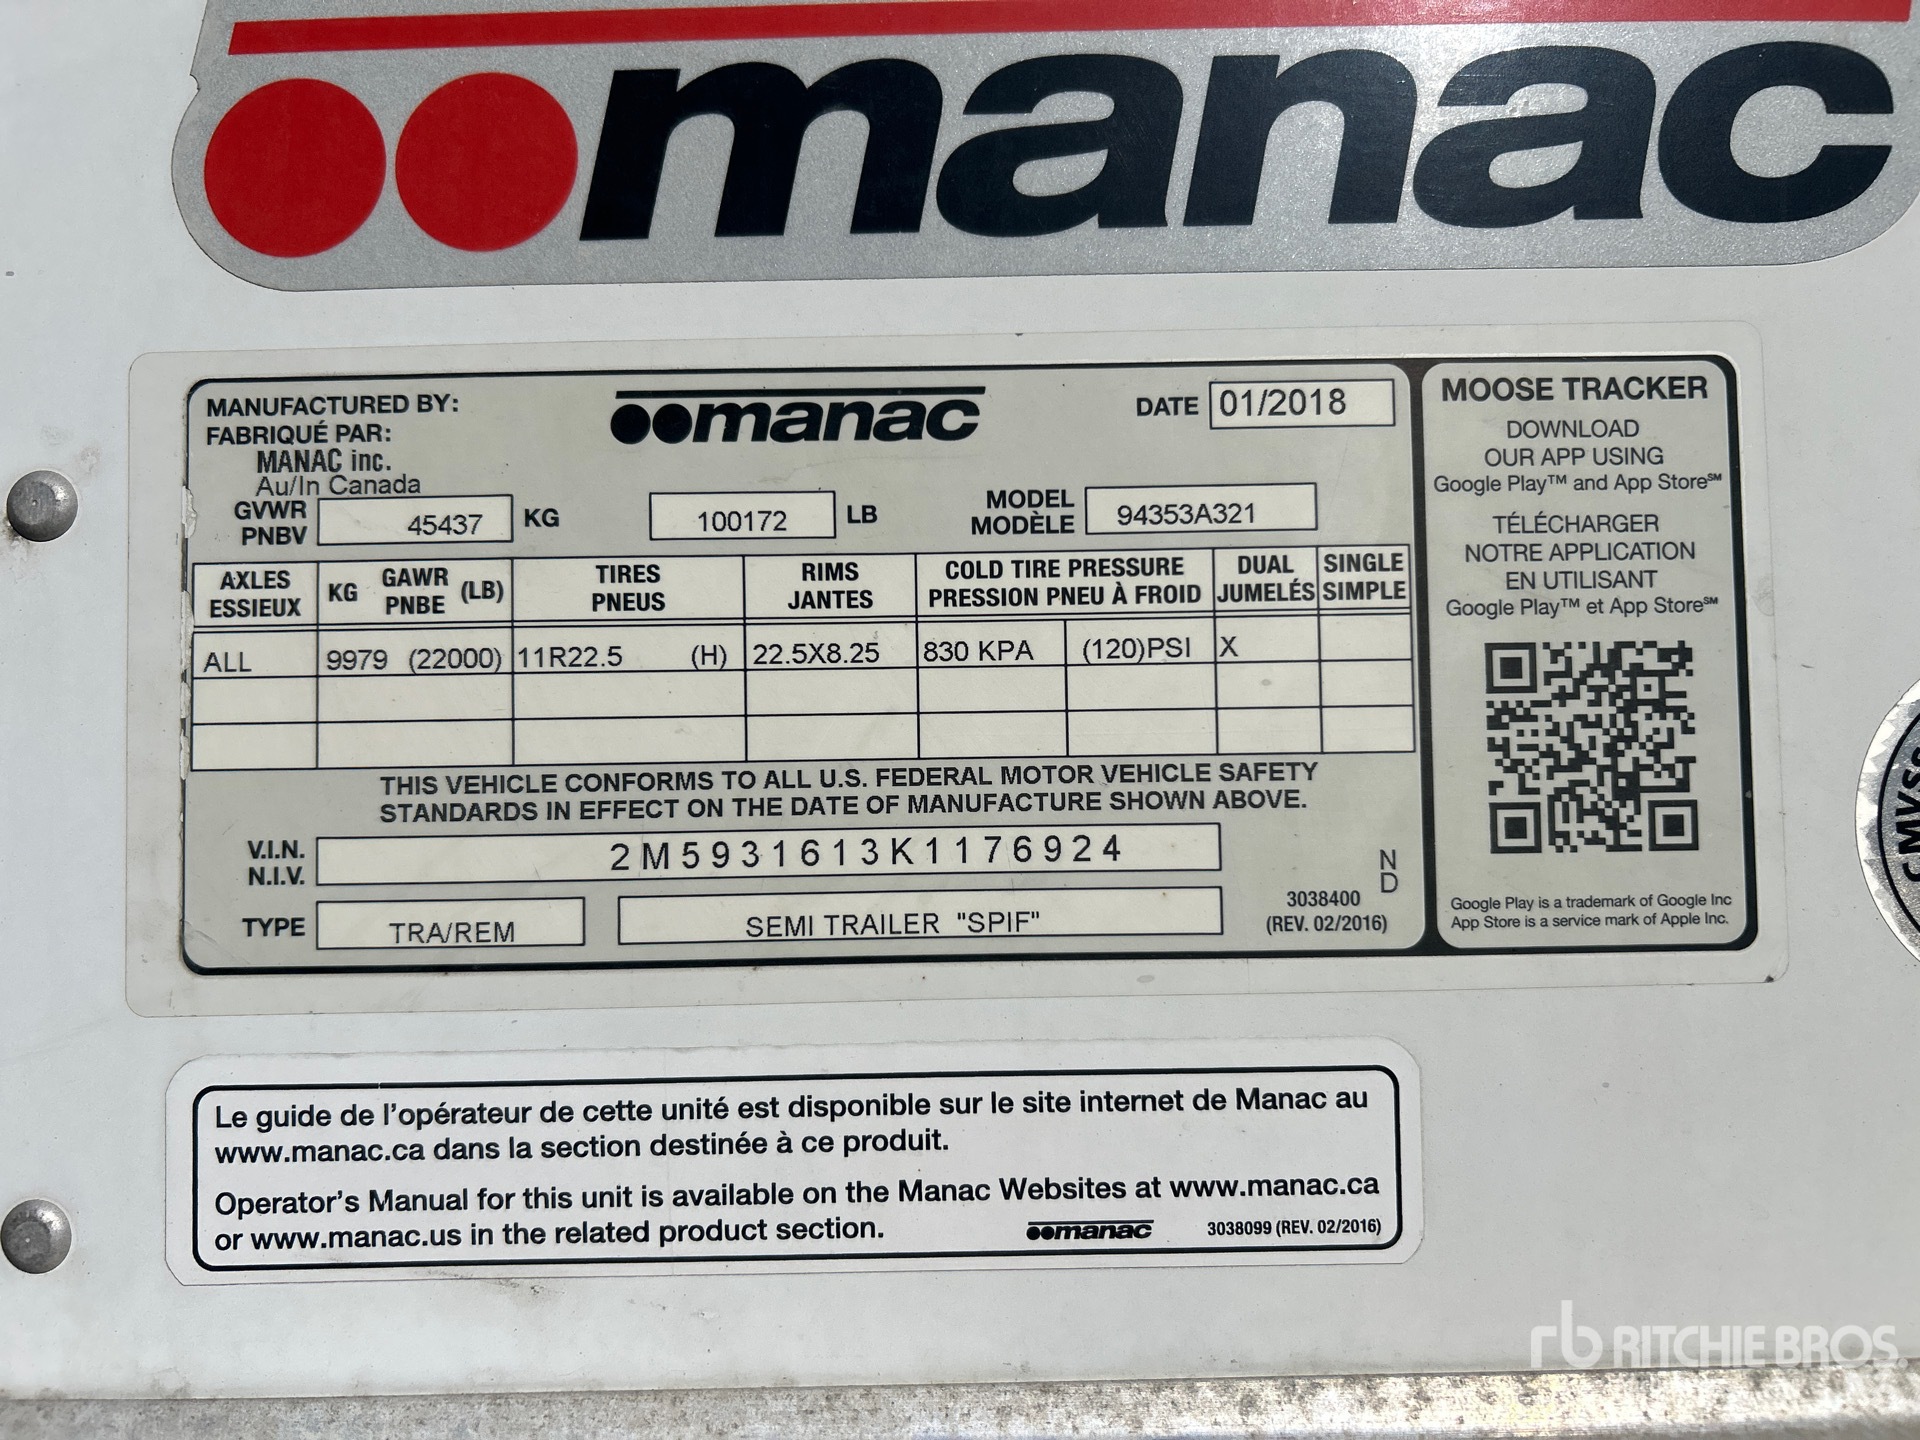 manac
MANUFACTURED BY:
FABRIQUÉ PAR:
MANAC inc.
Au/In Canada
manac
DATE 01/2018
GVWR
PNBV
45437 KG
100172 LB
MODEL
MODÈLE
94353A321
AXLES
ESSIEUX
KG GAWR (LB)
PNBE
TIRES
PNEUS
RIMS
JANTES
COLD TIRE PRESSURE
PRESSION PNEU À FROID
DUAL
JUMELÉS
SINGLE
SIMPLE
ALL 9979 (22000) 11R22.5 (H) 22.5X8.25 830 KPA (120)PSI X
THIS VEHICLE CONFORMS TO ALL U.S. FEDERAL MOTOR VEHICLE SAFETY
STANDARDS IN EFFECT ON THE DATE OF MANUFACTURE SHOWN ABOVE.
V.I.N.
N.I.V.
2M5931613K1176924
TYPE TRA/REM SEMI TRAILER "SPIF"
3038400
(REV. 02/2016)
N
D
MOOSE TRACKER
DOWNLOAD
OUR APP USING
Google Play™ and App Store℠
TÉLÉCHARGER
NOTRE APPLICATION
EN UTILISANT
Google Play™ et App Store℠
Google Play is a trademark of Google Inc
App Store is a service mark of Apple Inc.
Le guide de l'opérateur de cette unité est disponible sur le site internet de Manac au
www.manac.ca dans la section destinée à ce produit.
Operator's Manual for this unit is available on the Manac Websites at www.manac.ca
or www.manac.us in the related product section.
manac 3038099 (REV. 02/2016)
rb RITCHIE BROS.